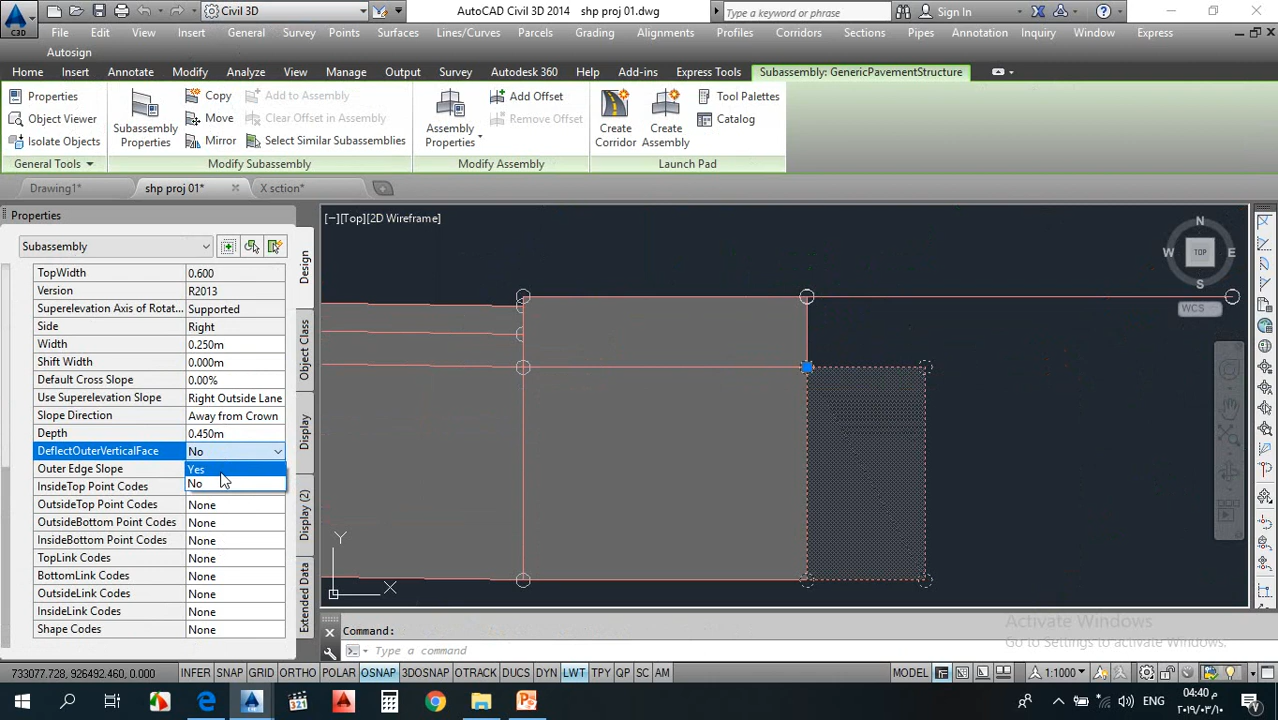 C3D
Civil 3D
AutoCAD Civil 3D 2014
shp proj 01.dwg
Type a keyword or phrase
Sign In
File Edit View Insert General Survey Points Surfaces Lines/Curves Parcels Grading Alignments Profiles Corridors Sections Pipes Annotation Inquiry Window Express
Autosign
Home Insert Annotate Modify Analyze View Manage Output Survey Autodesk 360 Help Add-ins Express Tools Subassembly: GenericPavementStructure
Properties
Object Viewer
Isolate Objects
General Tools
Subassembly Properties
Copy
Move
Mirror
Add to Assembly
Clear Offset in Assembly
Select Similar Subassemblies
Modify Subassembly
Assembly Properties
Add Offset
Remove Offset
Modify Assembly
Create Corridor
Create Assembly
Tool Palettes
Catalog
Launch Pad
Drawing1*
shp proj 01*
X sction*
Properties
Subassembly
TopWidth 0.600
Version R2013
Superelevation Axis of Rotat... Supported
Side Right
Width 0.250m
Shift Width 0.000m
Default Cross Slope 0.00%
Use Superelevation Slope Right Outside Lane
Slope Direction Away from Crown
Depth 0.450m
DeflectOuterVerticalFace No
Outer Edge Slope
Yes
No
InsideTop Point Codes
OutsideTop Point Codes None
OutsideBottom Point Codes None
InsideBottom Point Codes None
TopLink Codes None
BottomLink Codes None
OutsideLink Codes None
InsideLink Codes None
Shape Codes None
Design
Object Class
Display
Display (2)
Extended Data
[−][Top][2D Wireframe]
N
W TOP E
S
WCS
Y
X
Command:
Type a command
Activate Windows
Go to Settings to activate Windows.
733077.728, 926492.460, 0.000
INFER SNAP GRID ORTHO POLAR OSNAP 3DOSNAP OTRACK DUCS DYN LWT TPY QP SC AM
MODEL
1:1000
321
ENG
04:40 م
٢٠١٩/٠٣/١٠